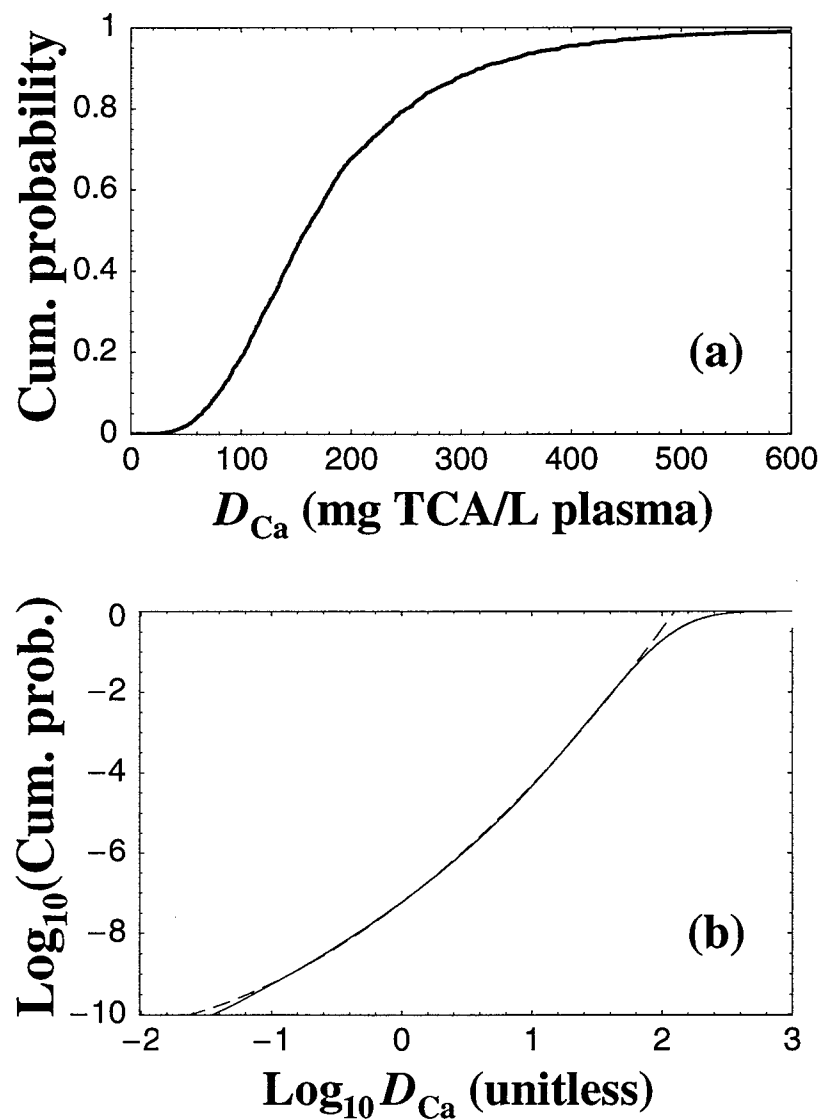 Cum. probability
1
0.8
0.6
0.4
0.2
0
0 100 200 300 400 500 600
(a)
D_Ca (mg TCA/L plasma)
Log₁₀(Cum. prob.)
0
−2
−4
−6
−8
−10
−2 −1 0 1 2 3
(b)
Log₁₀ D_Ca (unitless)